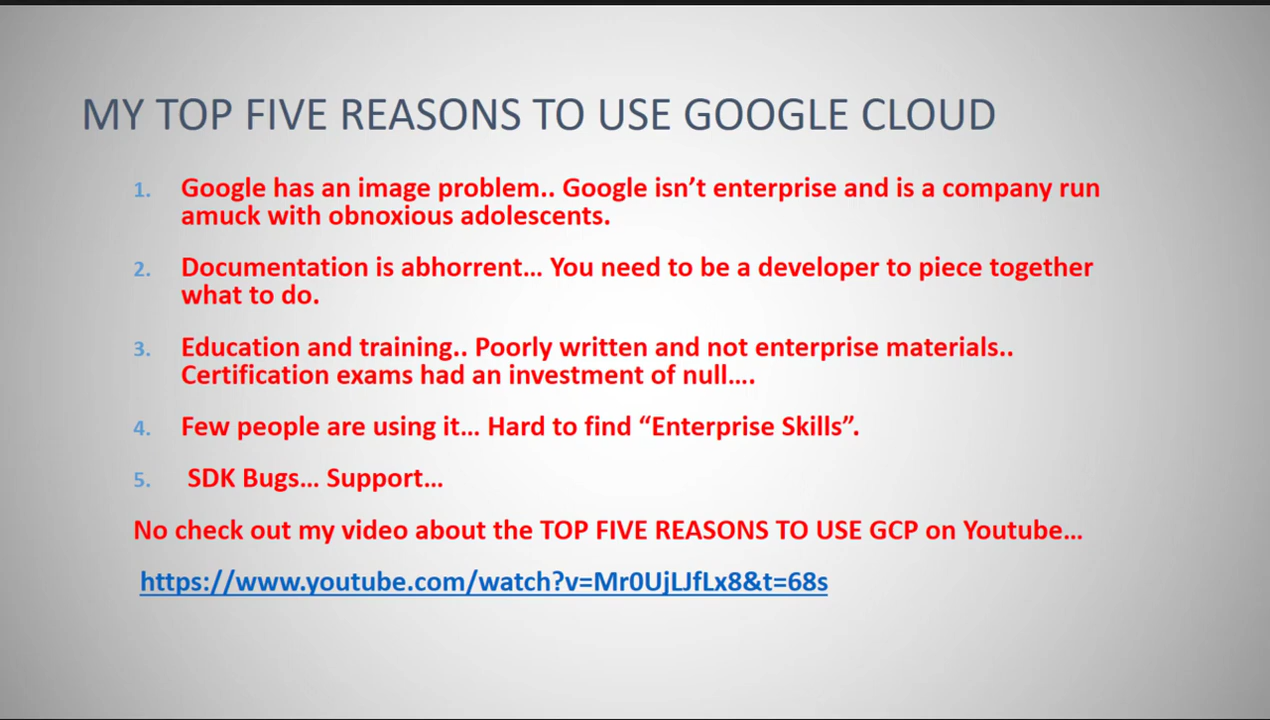 MY TOP FIVE REASONS TO USE GOOGLE CLOUD
1. Google has an image problem.. Google isn’t enterprise and is a company run
amuck with obnoxious adolescents.
2. Documentation is abhorrent... You need to be a developer to piece together
what to do.
3. Education and training.. Poorly written and not enterprise materials..
Certification exams had an investment of null....
4. Few people are using it... Hard to find “Enterprise Skills”.
5. SDK Bugs... Support...
No check out my video about the TOP FIVE REASONS TO USE GCP on Youtube...
https://www.youtube.com/watch?v=Mr0UjLJfLx8&t=68s